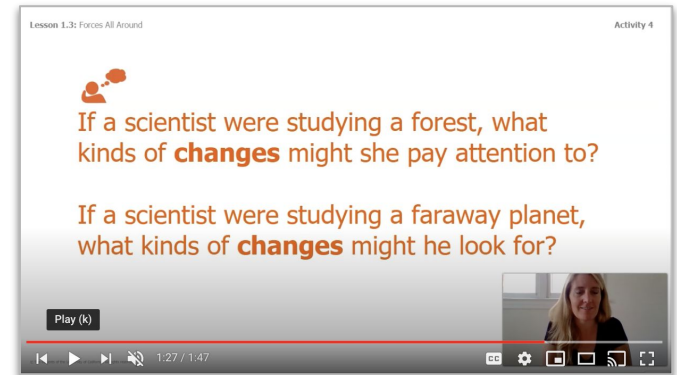 Lesson 1.3: Forces All Around
Activity 4
If a scientist were studying a forest, what
kinds of changes might she pay attention to?
If a scientist were studying a faraway planet,
what kinds of changes might he look for?
Play (k)
1:27 / 1:47
CC